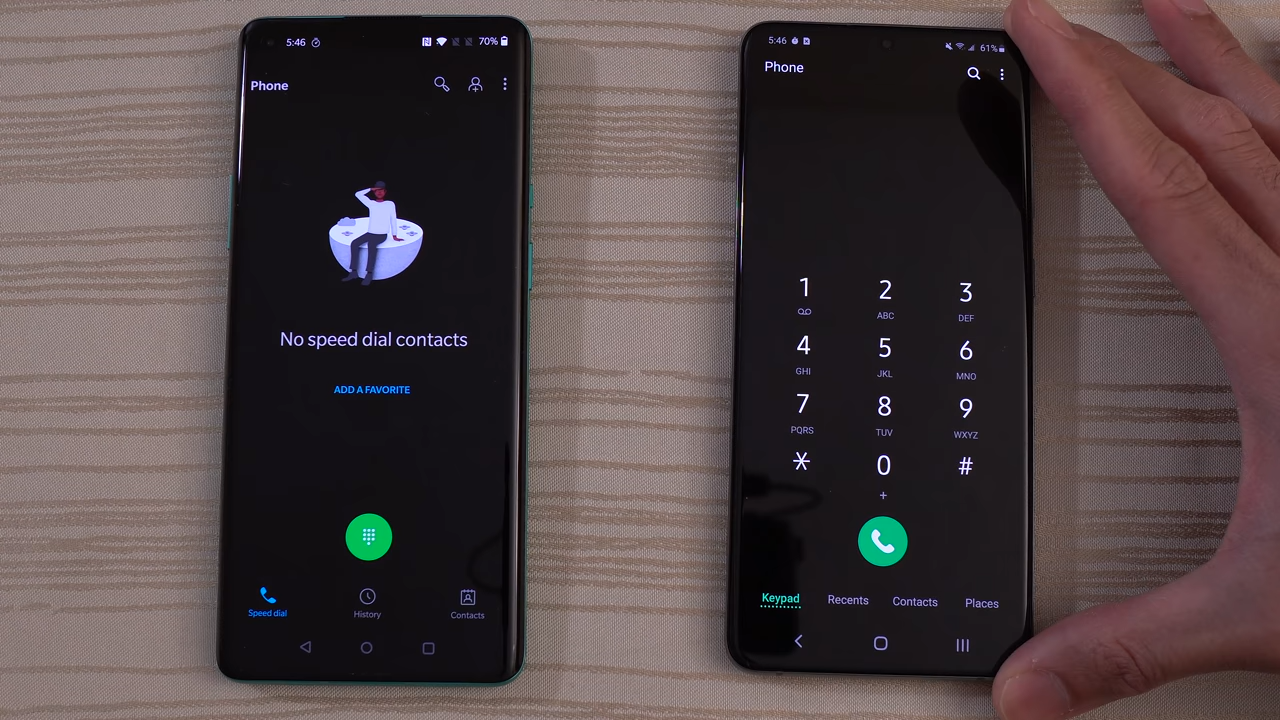 5:46
70%
Phone
No speed dial contacts
ADD A FAVORITE
Speed dial
History
Contacts
5:46
61%
Phone
1
2
ABC
3
DEF
4
GHI
5
JKL
6
MNO
7
PQRS
8
TUV
9
WXYZ
*
0
+
#
Keypad
Recents
Contacts
Places